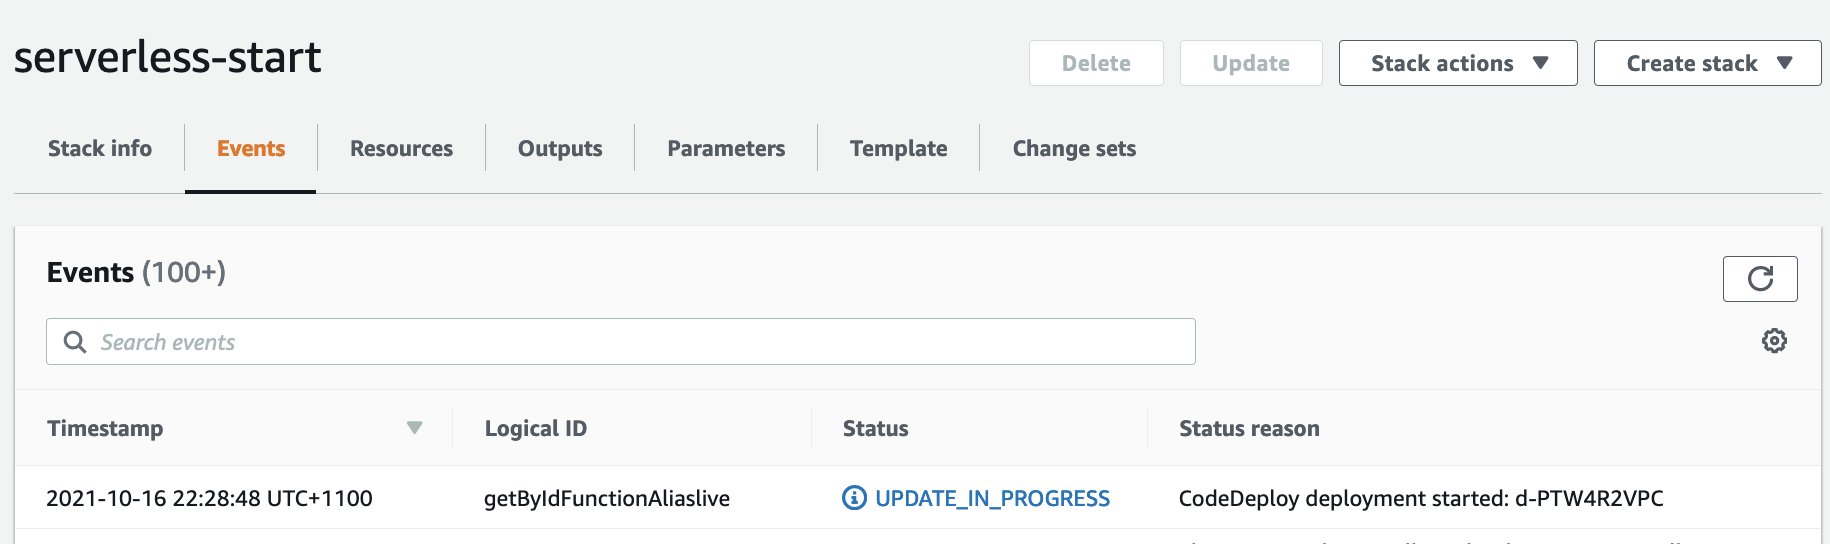 serverless-start
Delete
Update
Stack actions
Create stack
Stack info
Events
Resources
Outputs
Parameters
Template
Change sets
Events (100+)
Search events
Timestamp
Logical ID
Status
Status reason
2021-10-16 22:28:48 UTC+1100
getByIdFunctionAliaslive
UPDATE_IN_PROGRESS
CodeDeploy deployment started: d-PTW4R2VPC